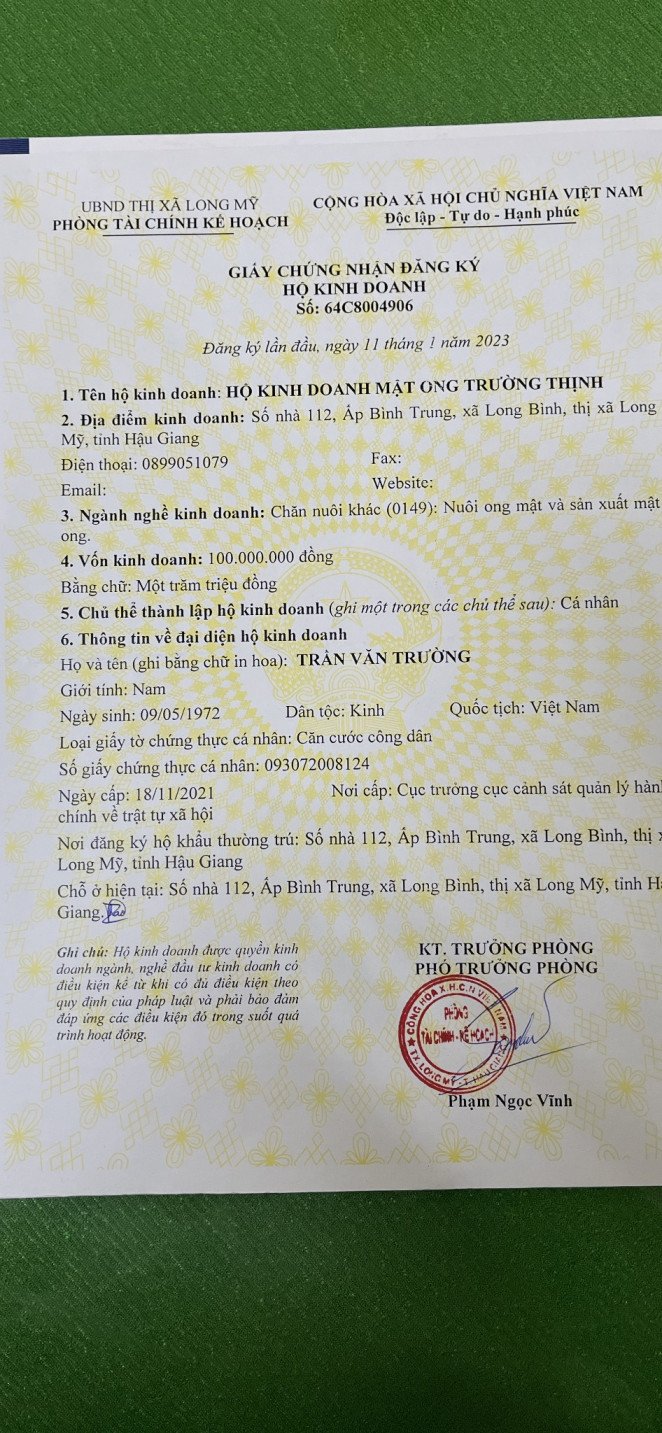 UBND THỊ XÃ LONG MỸ
PHÒNG TÀI CHÍNH KẾ HOẠCH
CỘNG HÒA XÃ HỘI CHỦ NGHĨA VIỆT NAM
Độc lập - Tự do - Hạnh phúc
GIẤY CHỨNG NHẬN ĐĂNG KÝ
HỘ KINH DOANH
Số: 64C8004906
Đăng ký lần đầu, ngày 11 tháng 1 năm 2023
1. Tên hộ kinh doanh: HỘ KINH DOANH MẬT ONG TRƯỜNG THỊNH
2. Địa điểm kinh doanh: Số nhà 112, Ấp Bình Trung, xã Long Bình, thị xã Long
Mỹ, tỉnh Hậu Giang
Điện thoại: 0899051079 Fax:
Email: Website:
3. Ngành nghề kinh doanh: Chăn nuôi khác (0149): Nuôi ong mật và sản xuất mật
ong.
4. Vốn kinh doanh: 100.000.000 đồng
Bằng chữ: Một trăm triệu đồng
5. Chủ thể thành lập hộ kinh doanh (ghi một trong các chủ thể sau): Cá nhân
6. Thông tin về đại diện hộ kinh doanh
Họ và tên (ghi bằng chữ in hoa): TRẦN VĂN TRƯỜNG
Giới tính: Nam
Ngày sinh: 09/05/1972 Dân tộc: Kinh Quốc tịch: Việt Nam
Loại giấy tờ chứng thực cá nhân: Căn cước công dân
Số giấy chứng thực cá nhân: 093072008124
Ngày cấp: 18/11/2021 Nơi cấp: Cục trưởng cục cảnh sát quản lý hàn
chính về trật tự xã hội
Nơi đăng ký hộ khẩu thường trú: Số nhà 112, Ấp Bình Trung, xã Long Bình, thị x
Long Mỹ, tỉnh Hậu Giang
Chỗ ở hiện tại: Số nhà 112, Ấp Bình Trung, xã Long Bình, thị xã Long Mỹ, tỉnh H
Giang.
Ghi chú: Hộ kinh doanh được quyền kinh
doanh ngành, nghề đầu tư kinh doanh có
điều kiện kể từ khi có đủ điều kiện theo
quy định của pháp luật và phải bảo đảm
đáp ứng các điều kiện đó trong suốt quá
trình hoạt động.
KT. TRƯỞNG PHÒNG
PHÓ TRƯỞNG PHÒNG
CỘNG HÒA X.H.C.N VIỆT NAM
PHÒNG
TÀI CHÍNH - KẾ HOẠCH
TX LONG MỸ - T. HẬU GIANG
Phạm Ngọc Vĩnh